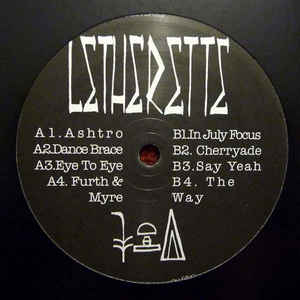 LETHERETTE
A1.Ashtro
A2.Dance Brace
A3.Eye To Eye
A4. Furth &
Myre
B1.In July Focus
B2. Cherryade
B3.Say Yeah
B4. The
Way